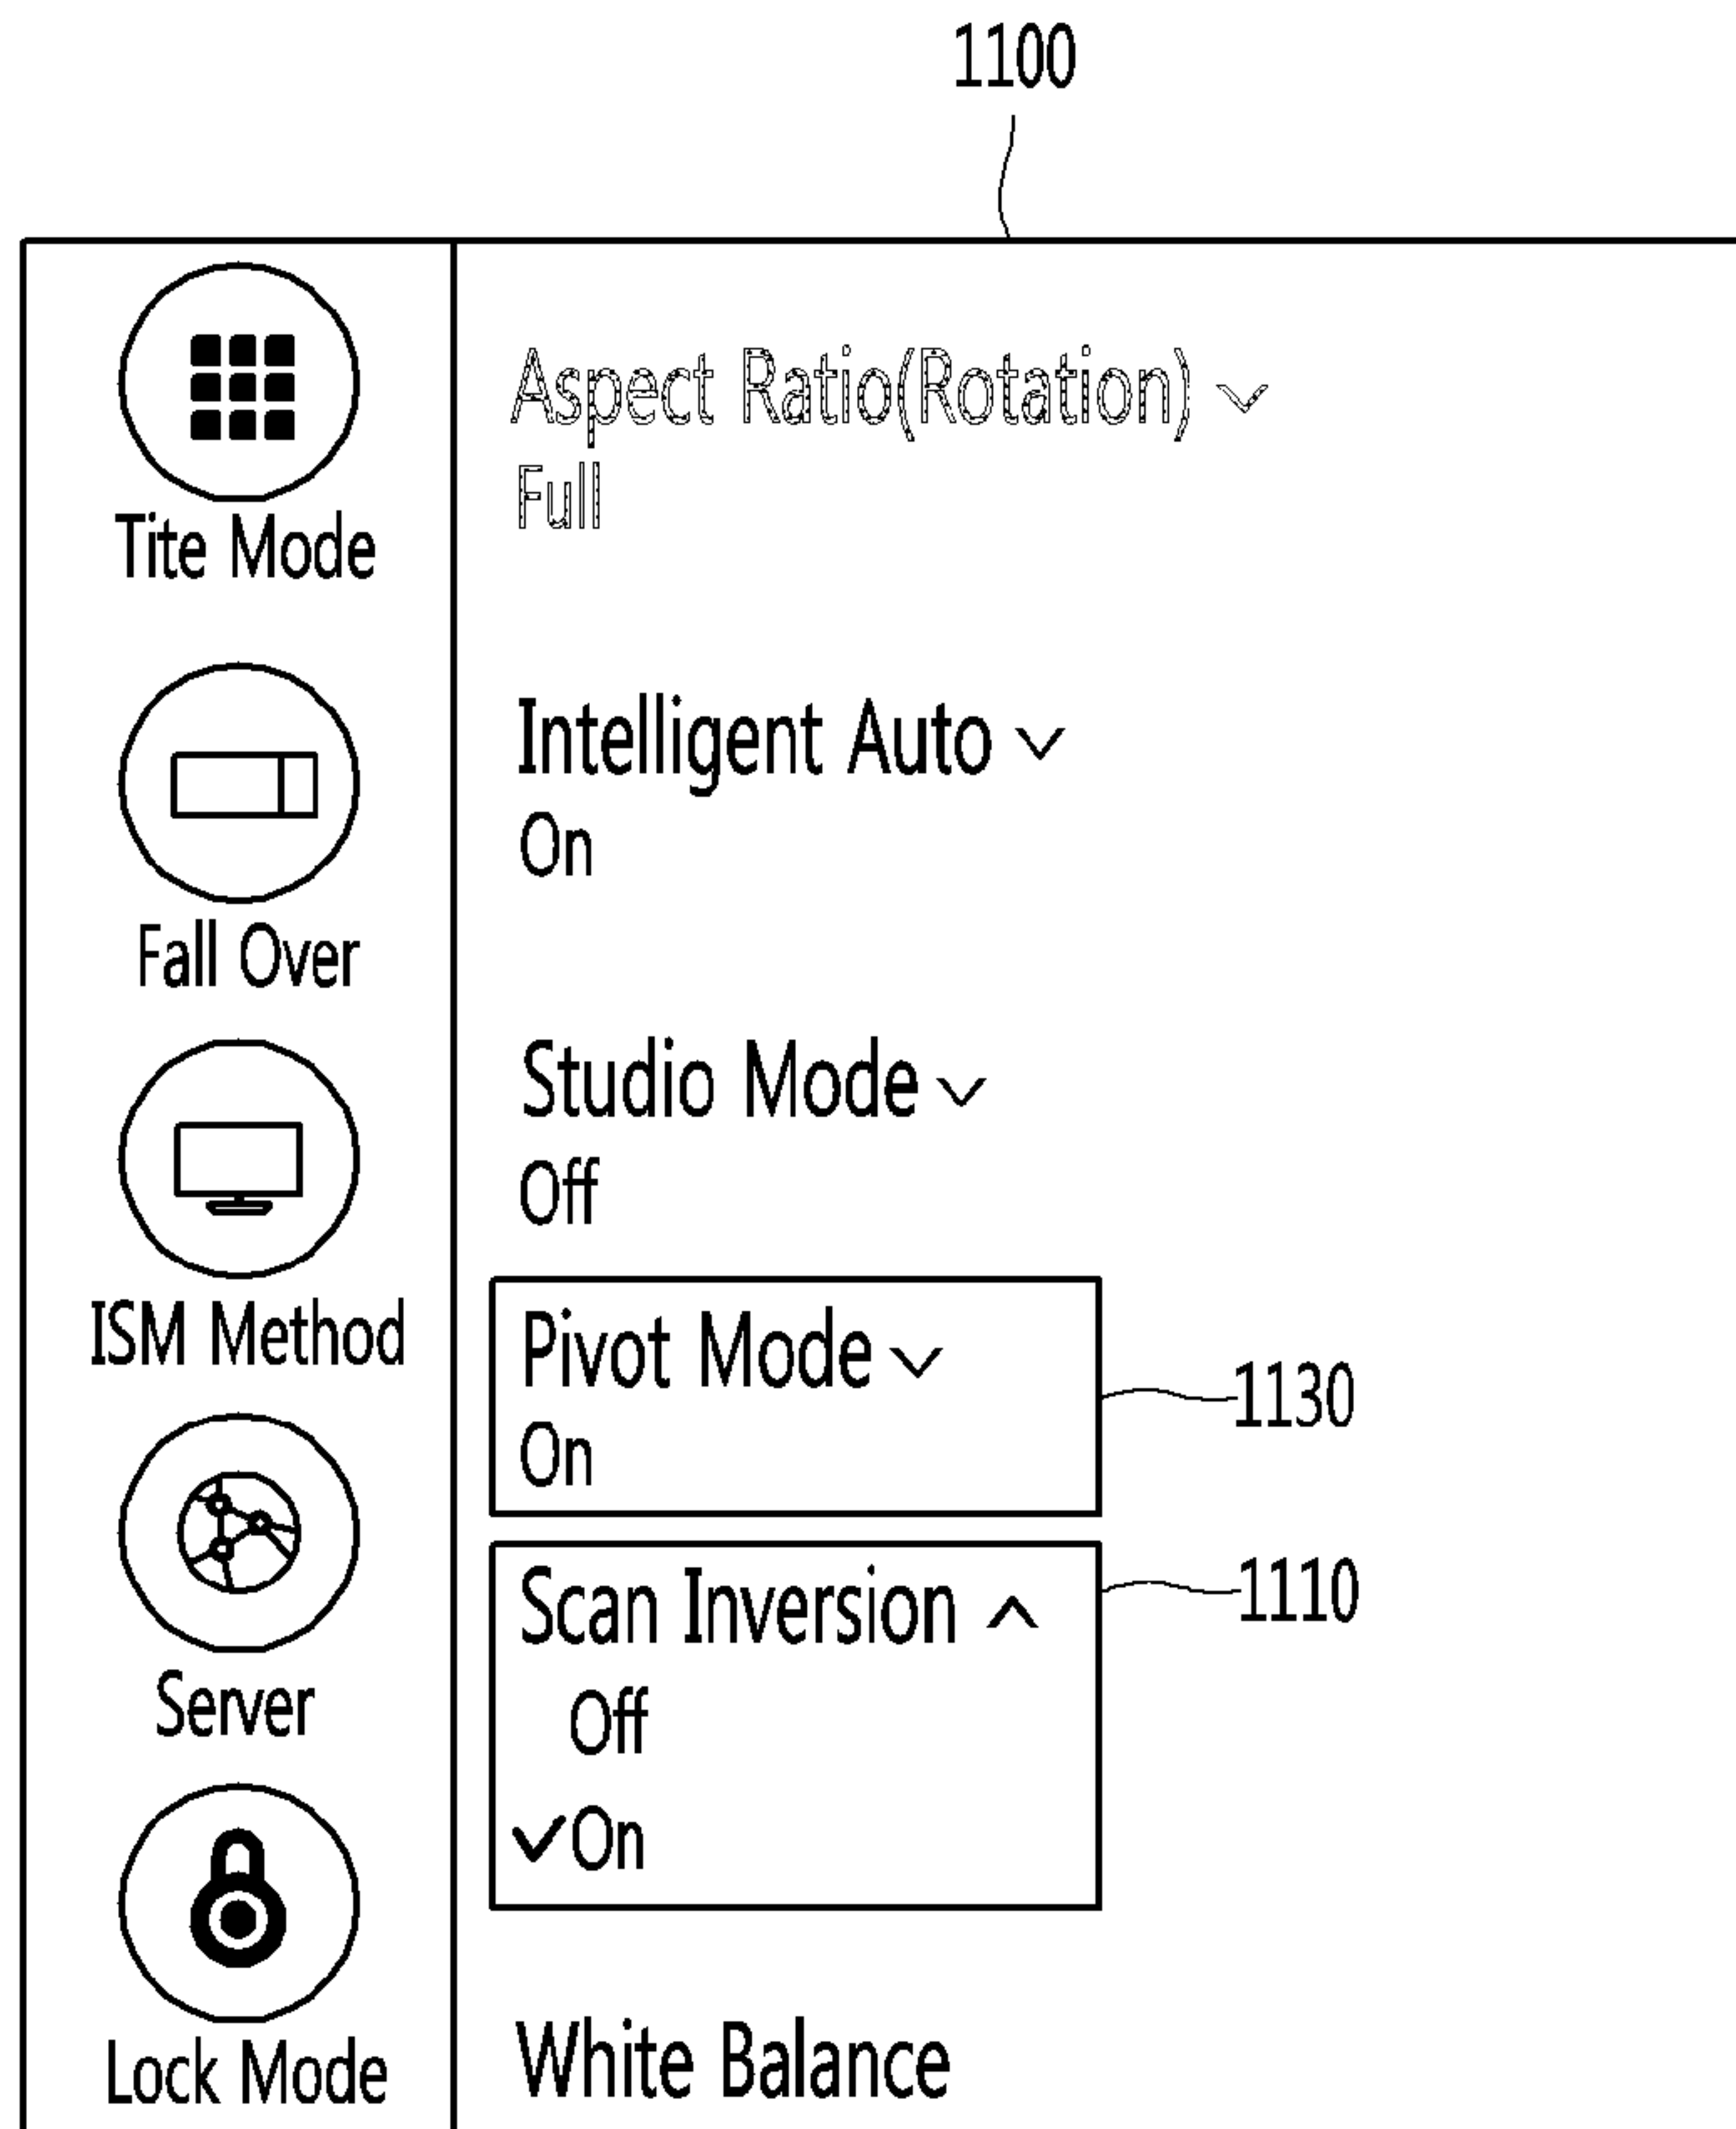 1100
Tite Mode
Fall Over
ISM Method
Server
Lock Mode
Aspect Ratio(Rotation)
Full
Intelligent Auto
On
Studio Mode
Off
Pivot Mode
On
1130
Scan Inversion
1110
Off
On
White Balance